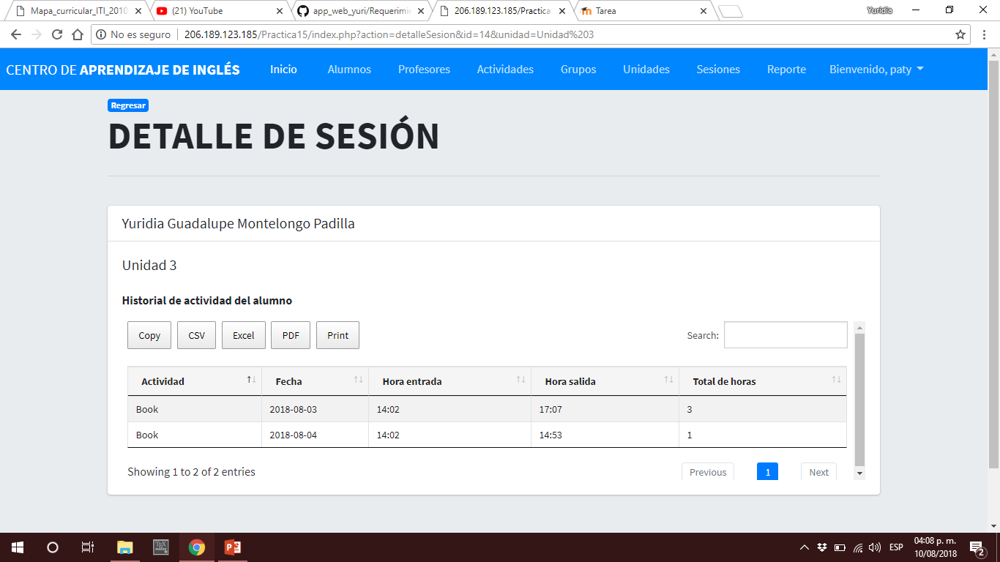 Mapa_curricular_ITI_2010
(21) YouTube
app_web_yuri/Requerimie
206.189.123.185/Practica
Tarea
Yuridia
No es seguro 206.189.123.185/Practica15/index.php?action=detalleSesion&id=14&unidad=Unidad%203
CENTRO DE APRENDIZAJE DE INGLÉS Inicio Alumnos Profesores Actividades Grupos Unidades Sesiones Reporte Bienvenido, paty
Regresar
DETALLE DE SESIÓN
Yuridia Guadalupe Montelongo Padilla
Unidad 3
Historial de actividad del alumno
Copy CSV Excel PDF Print Search:
Actividad Fecha Hora entrada Hora salida Total de horas
Book 2018-08-03 14:02 17:07 3
Book 2018-08-04 14:02 14:53 1
Showing 1 to 2 of 2 entries Previous 1 Next
ESP 04:08 p. m.
10/08/2018 2